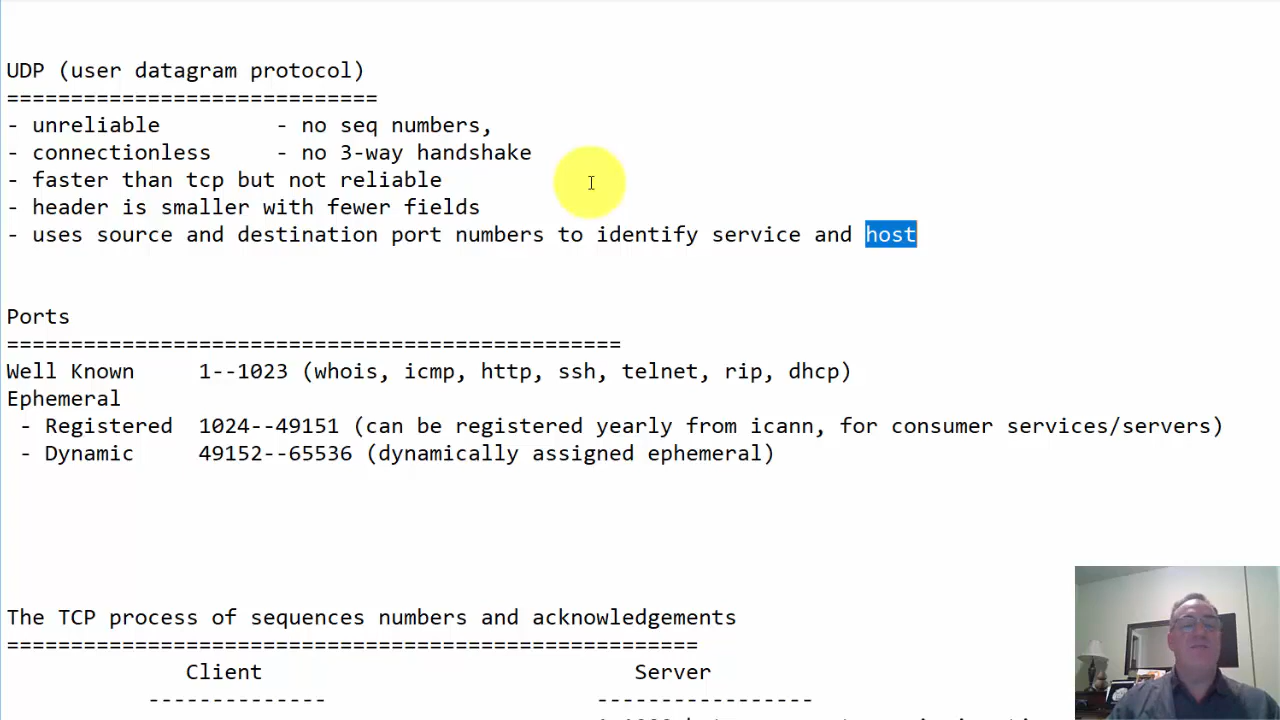 UDP (user datagram protocol)
=============================
- unreliable - no seq numbers,
- connectionless - no 3-way handshake
- faster than tcp but not reliable
- header is smaller with fewer fields
- uses source and destination port numbers to identify service and host
Ports
================================================
Well Known 1--1023 (whois, icmp, http, ssh, telnet, rip, dhcp)
Ephemeral
- Registered 1024--49151 (can be registered yearly from icann, for consumer services/servers)
- Dynamic 49152--65536 (dynamically assigned ephemeral)
The TCP process of sequences numbers and acknowledgements
======================================================
Client Server
-------------- -----------------